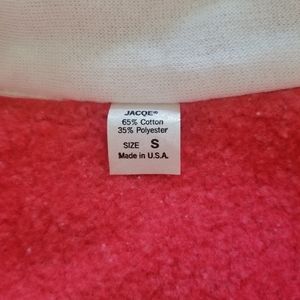 JACQE®
65% Cotton
35% Polyester
SIZE S
Made in U.S.A.